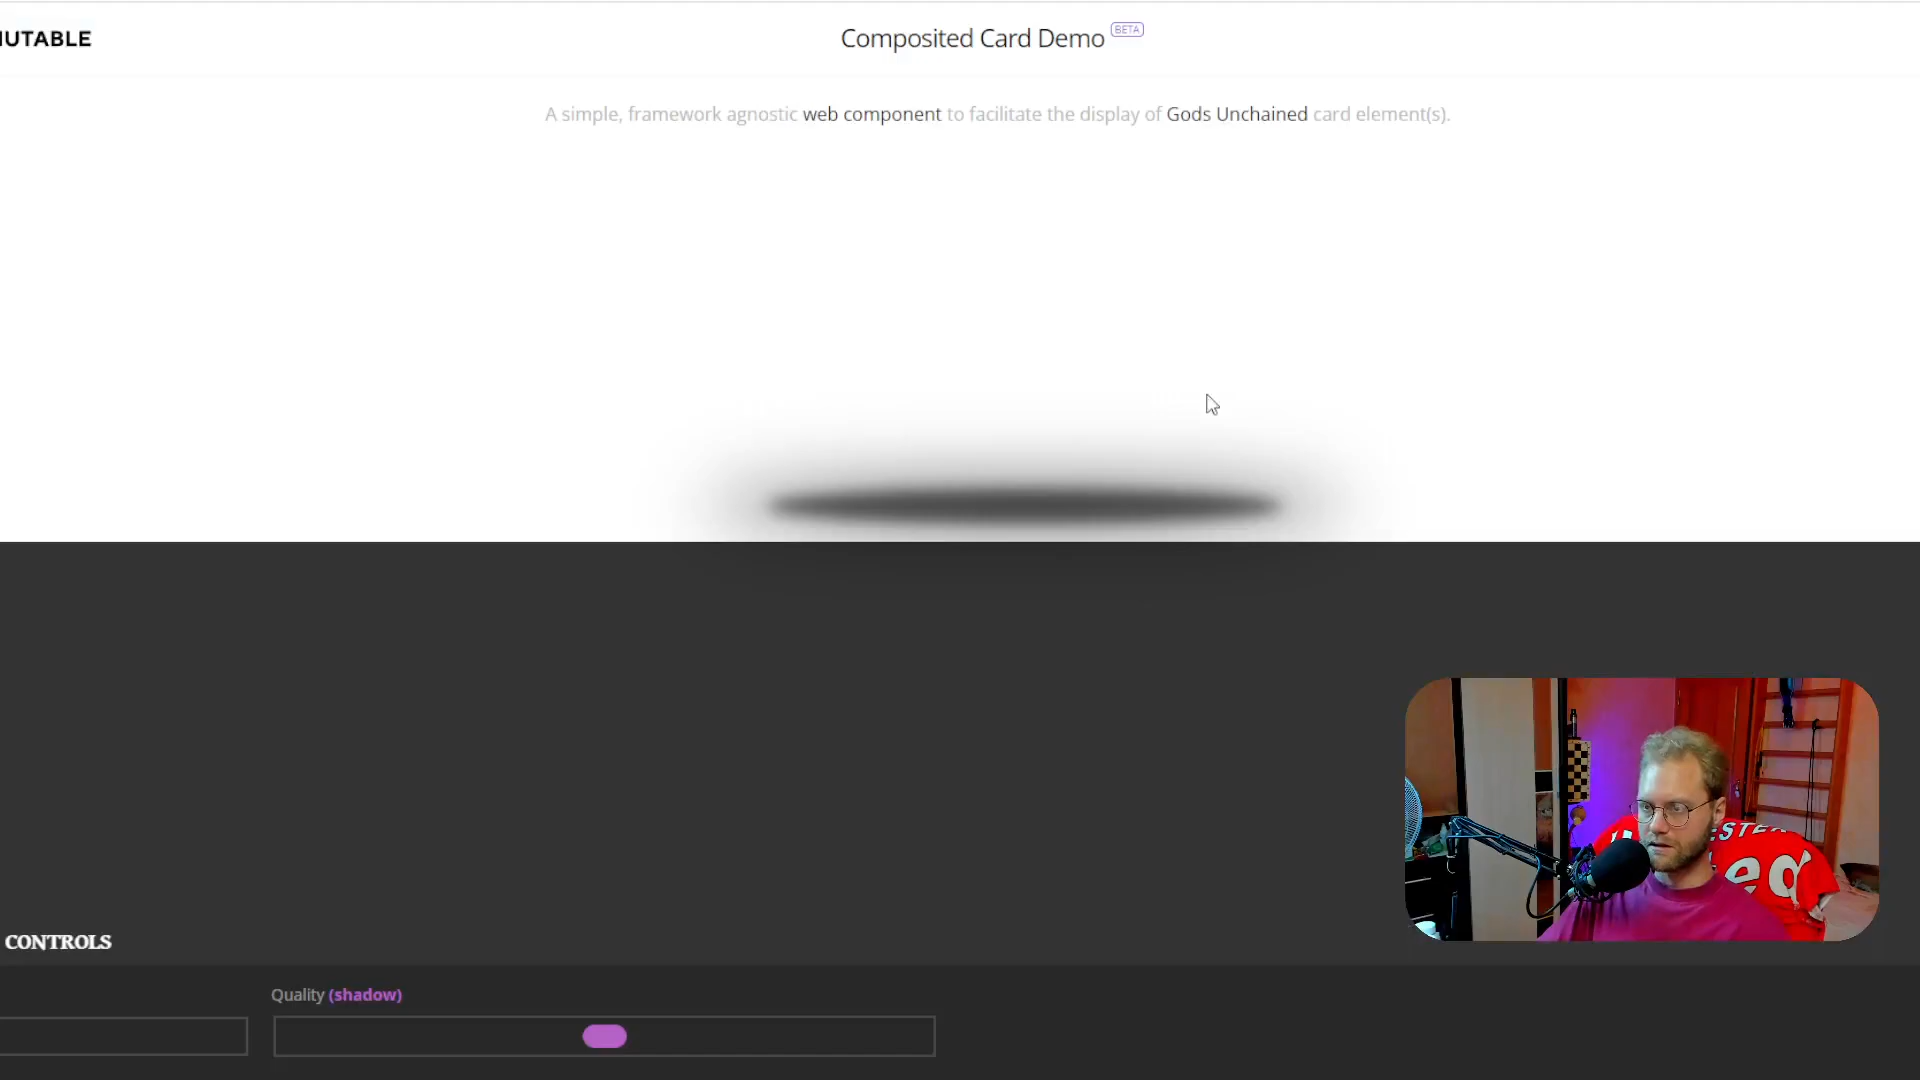 UTABLE
Composited Card Demo BETA
A simple, framework agnostic web component to facilitate the display of Gods Unchained card element(s).
CONTROLS
Quality (shadow)